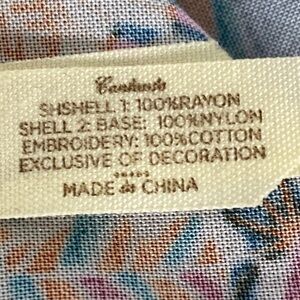 Contents
SHSHELL 1: 100%RAYON
SHELL 2: BASE: 100%NYLON
EMBROIDERY: 100%COTTON
EXCLUSIVE OF DECORATION
MADE in CHINA